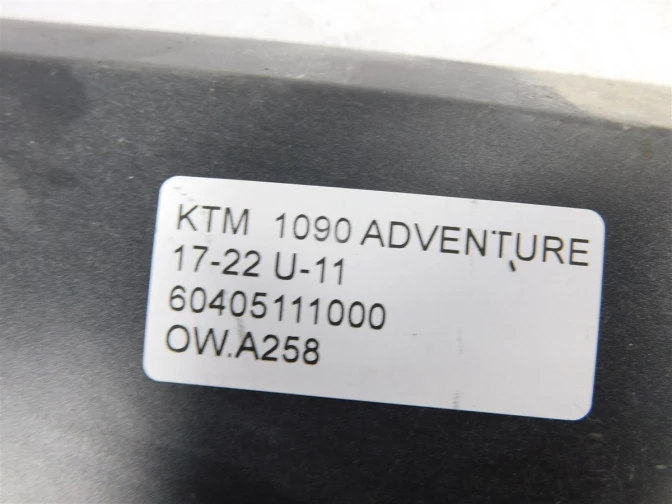 KTM 1090 ADVENTURE
17-22 U-11
60405111000
OW.A258